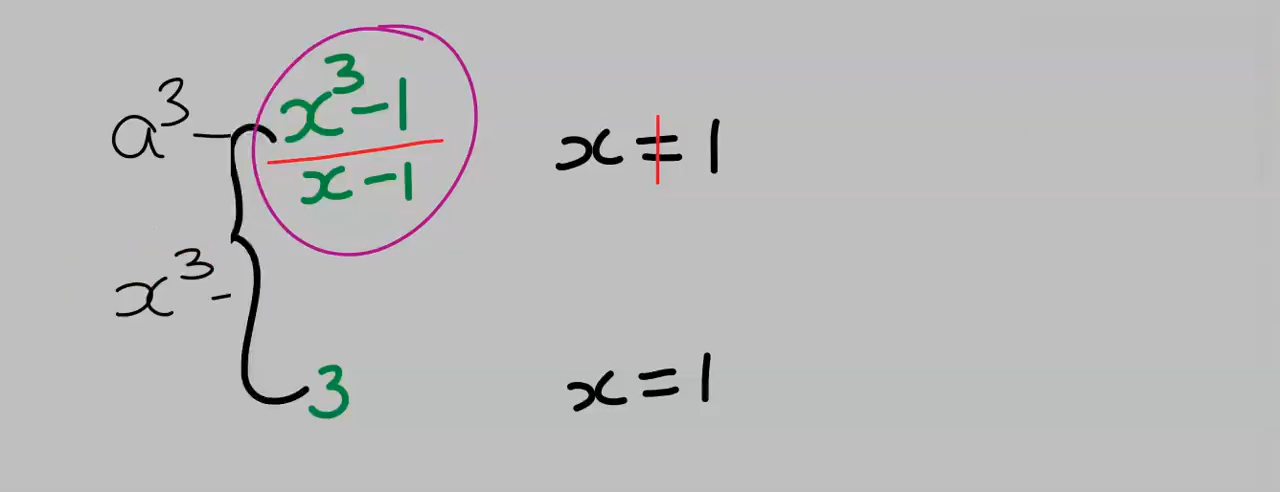 a³ –
x³ – 1
x – 1
x ≠ 1
x³ –
3
x = 1